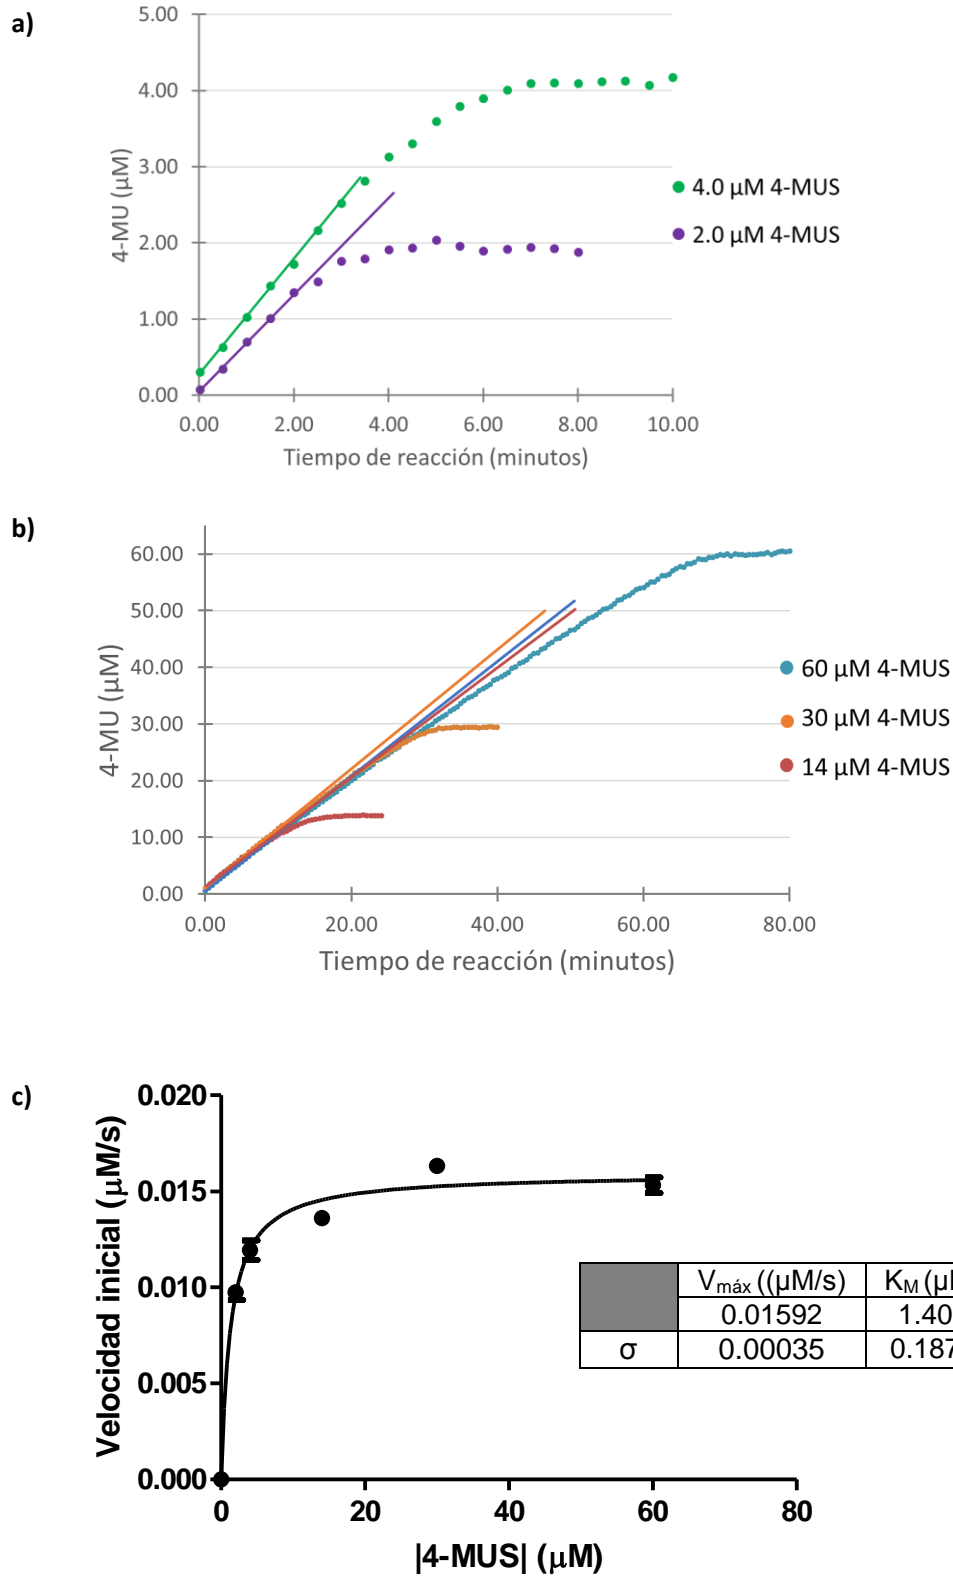 a)
5.00
4.00
3.00
2.00
1.00
0.00
4-MU (µM)
0.00 2.00 4.00 6.00 8.00 10.00
Tiempo de reacción (minutos)
4.0 µM 4-MUS
2.0 µM 4-MUS
b)
60.00
50.00
40.00
30.00
20.00
10.00
0.00
4-MU (µM)
0.00 20.00 40.00 60.00 80.00
Tiempo de reacción (minutos)
60 µM 4-MUS
30 µM 4-MUS
14 µM 4-MUS
c)
0.020
0.015
0.010
0.005
0.000
Velocidad inicial (µM/s)
0 20 40 60 80
|4-MUS| (µM)
Vmáx ((µM/s) KM (µ
0.01592 1.40
σ 0.00035 0.187